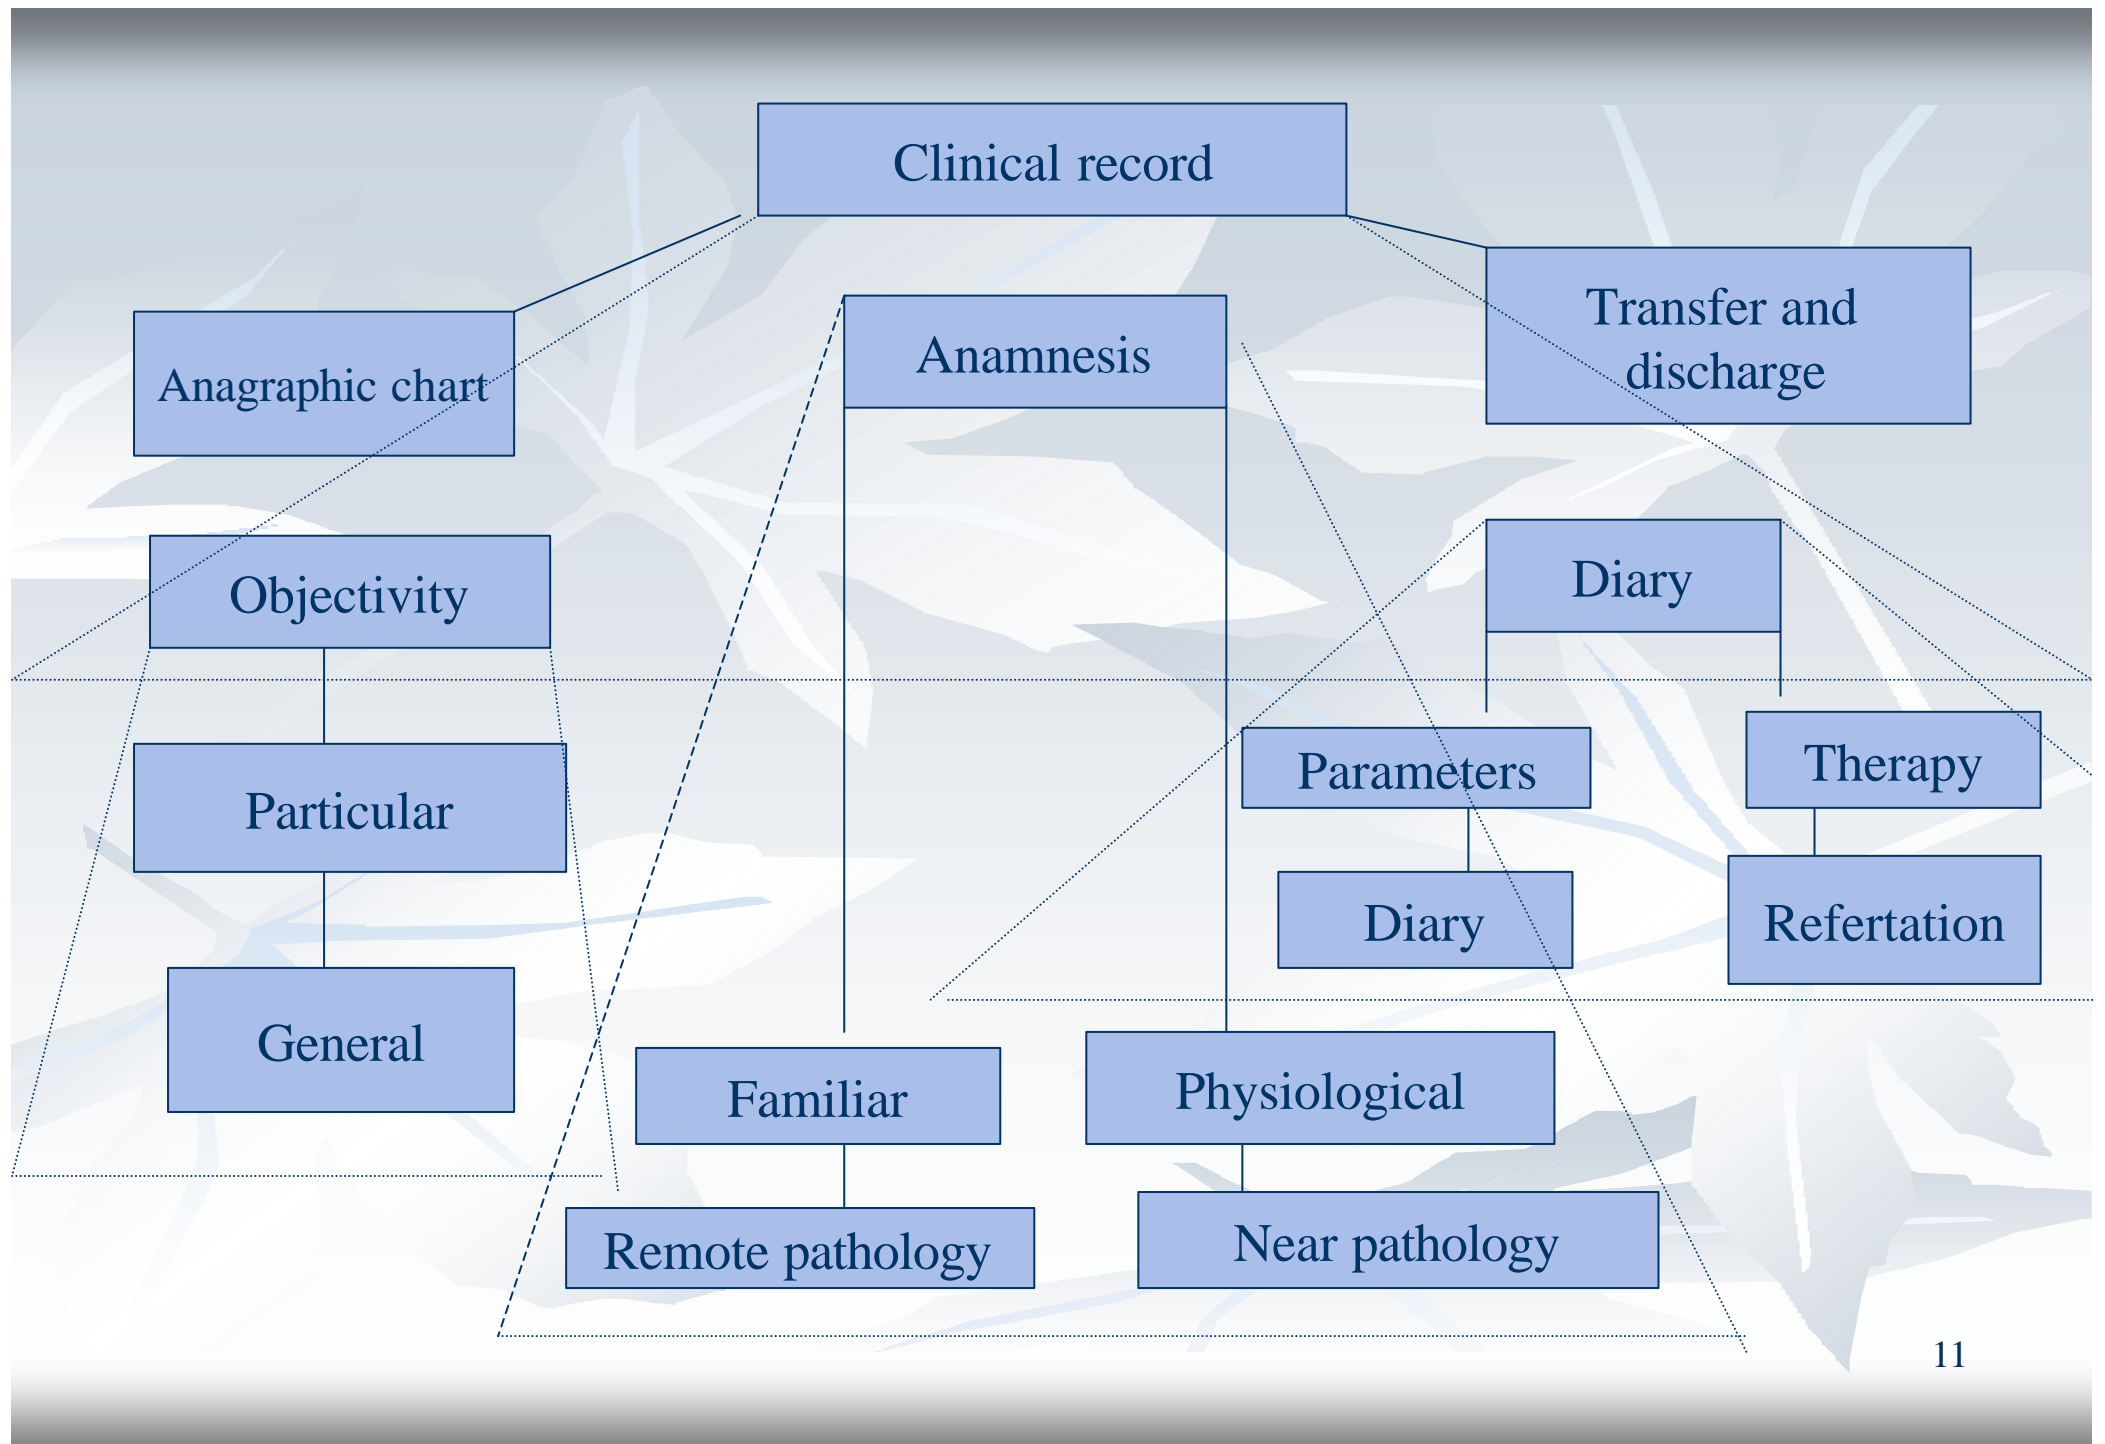 Clinical record
Transfer and
discharge
Anamnesis
Anagraphic chart
Objectivity
Diary
Particular
Parameters
Therapy
Diary
Refertation
General
Familiar
Physiological
Remote pathology
Near pathology
11